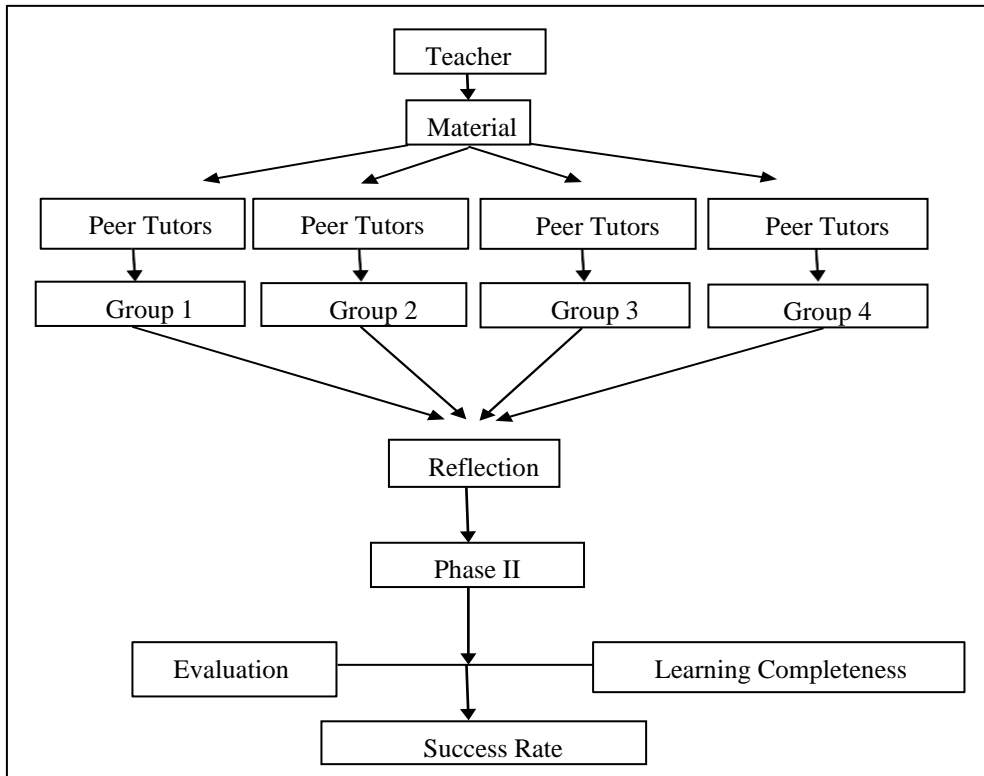 Teacher
Material
Peer Tutors
Peer Tutors
Peer Tutors
Peer Tutors
Group 1
Group 2
Group 3
Group 4
Reflection
Phase II
Evaluation
Learning Completeness
Success Rate